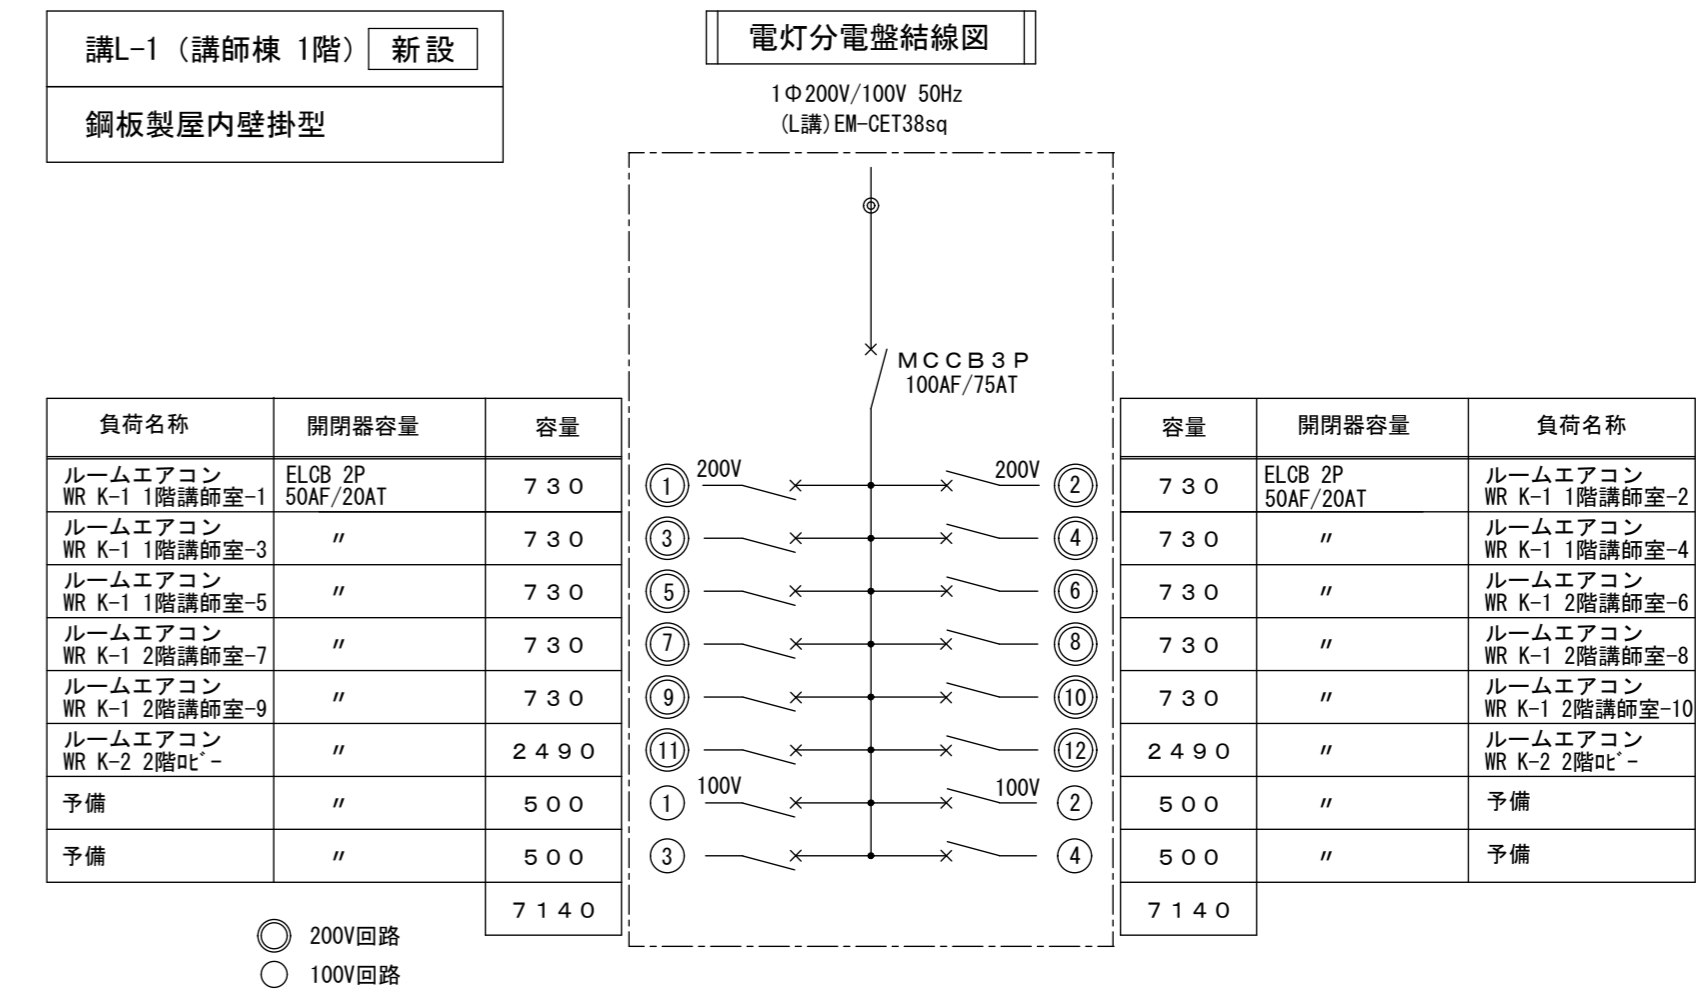 講L-1（講師棟 1階）新設
鋼板製屋内壁掛型
電灯分電盤結線図
1Φ200V/100V 50Hz
(L講)EM-CET38sq
MCCB3P
100AF/75AT
負荷名称 開閉器容量 容量
容量 開閉器容量 負荷名称
ルームエアコン
WR K-1 1階講師室-1
ELCB 2P
50AF/20AT
730
① 200V
200V ②
730
ELCB 2P
50AF/20AT
ルームエアコン
WR K-1 1階講師室-2
ルームエアコン
WR K-1 1階講師室-3
〃 730 ③
④ 730 〃
ルームエアコン
WR K-1 1階講師室-4
ルームエアコン
WR K-1 1階講師室-5
〃 730 ⑤
⑥ 730 〃
ルームエアコン
WR K-1 2階講師室-6
ルームエアコン
WR K-1 2階講師室-7
〃 730 ⑦
⑧ 730 〃
ルームエアコン
WR K-1 2階講師室-8
ルームエアコン
WR K-1 2階講師室-9
〃 730 ⑨
⑩ 730 〃
ルームエアコン
WR K-1 2階講師室-10
ルームエアコン
WR K-2 2階ﾛﾋﾞｰ
〃 2490 ⑪
⑫ 2490 〃
ルームエアコン
WR K-2 2階ﾛﾋﾞｰ
予備 〃 500 ① 100V
100V ② 500 〃 予備
予備 〃 500 ③
④ 500 〃 予備
7140
7140
200V回路
100V回路